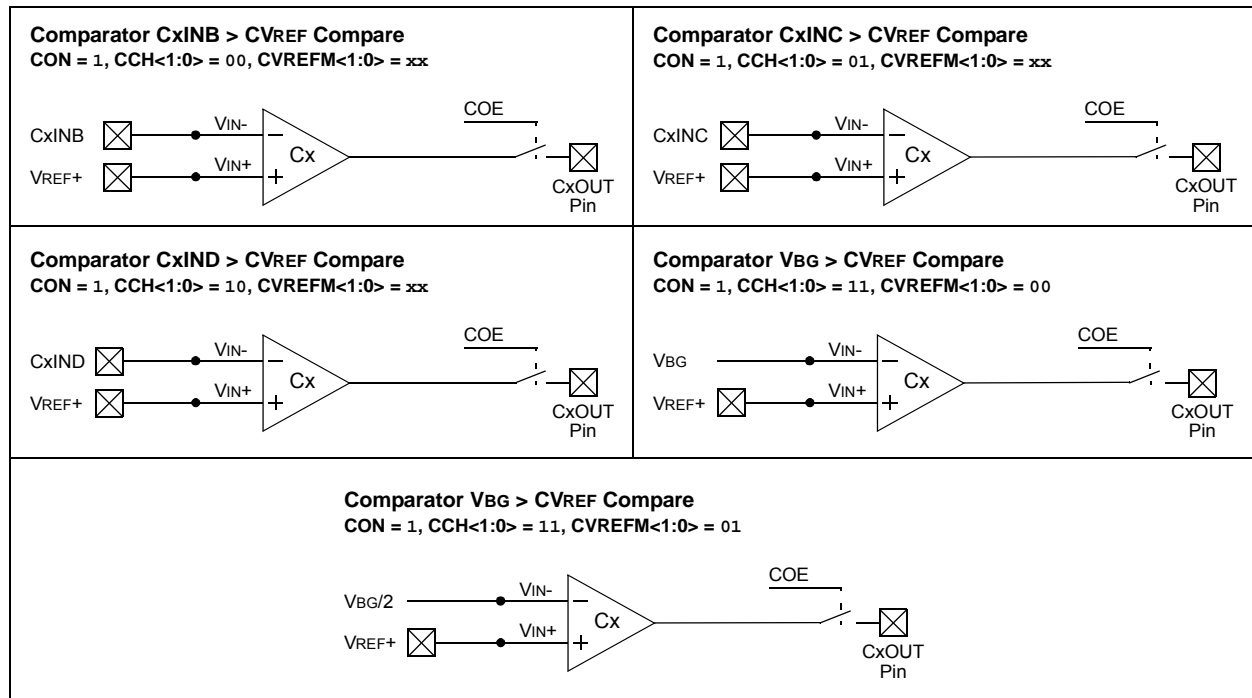 Comparator CxINB > CVREF Compare
CON = 1, CCH<1:0> = 00, CVREFM<1:0> = xx
COE
CxINB
VIN-
VREF+
VIN+
Cx
CxOUT
Pin
Comparator CxINC > CVREF Compare
CON = 1, CCH<1:0> = 01, CVREFM<1:0> = xx
COE
CxINC
VIN-
VREF+
VIN+
Cx
CxOUT
Pin
Comparator CxIND > CVREF Compare
CON = 1, CCH<1:0> = 10, CVREFM<1:0> = xx
COE
CxIND
VIN-
VREF+
VIN+
Cx
CxOUT
Pin
Comparator VBG > CVREF Compare
CON = 1, CCH<1:0> = 11, CVREFM<1:0> = 00
COE
VBG
VIN-
VREF+
VIN+
Cx
CxOUT
Pin
Comparator VBG > CVREF Compare
CON = 1, CCH<1:0> = 11, CVREFM<1:0> = 01
COE
VBG/2
VIN-
VREF+
VIN+
Cx
CxOUT
Pin